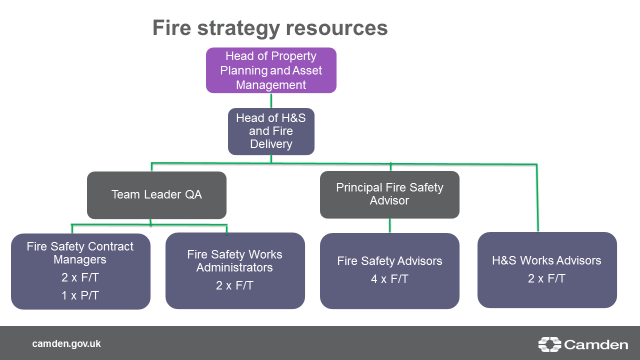 Fire strategy resources
Head of Property
Planning and Asset
Management
Head of H&S
and Fire
Delivery
Team Leader QA
Principal Fire Safety
Advisor
Fire Safety Contract
Managers
2 x F/T
1 x P/T
Fire Safety Works
Administrators
2 x F/T
Fire Safety Advisors
4 x F/T
H&S Works Advisors
2 x F/T
camden.gov.uk
Camden